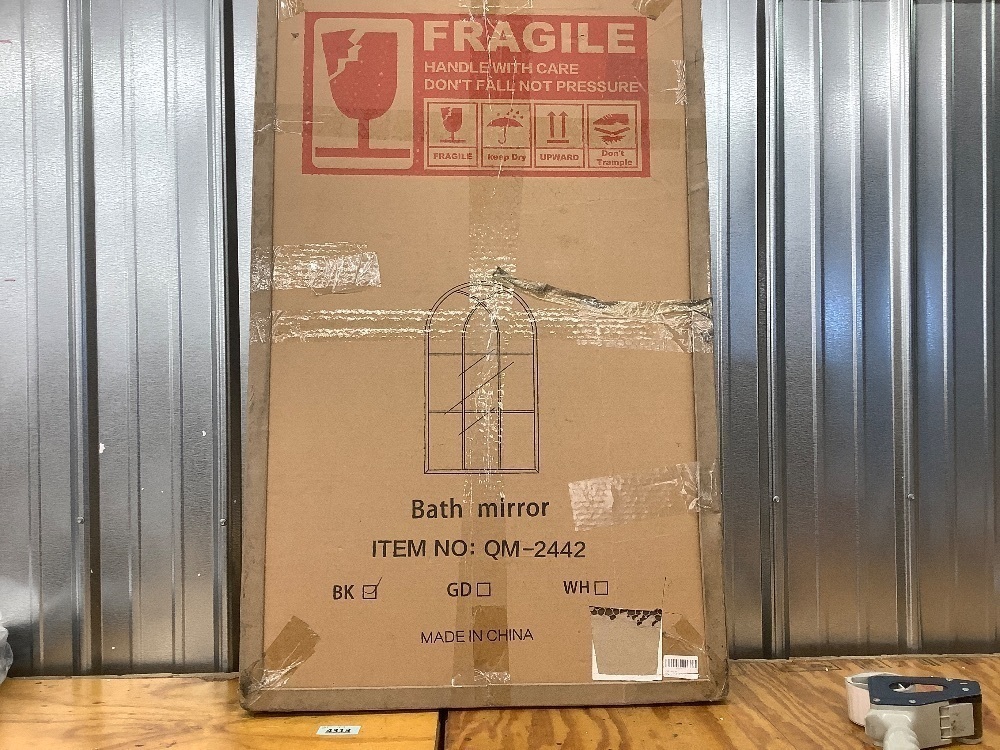 FRAGILE
HANDLE WITH CARE
DON'T FALL NOT PRESSURE
FRAGILE
Keep Dry
UPWARD
Don't
Trample
Bath mirror
ITEM NO: QM-2442
BK GD WH
MADE IN CHINA
4313